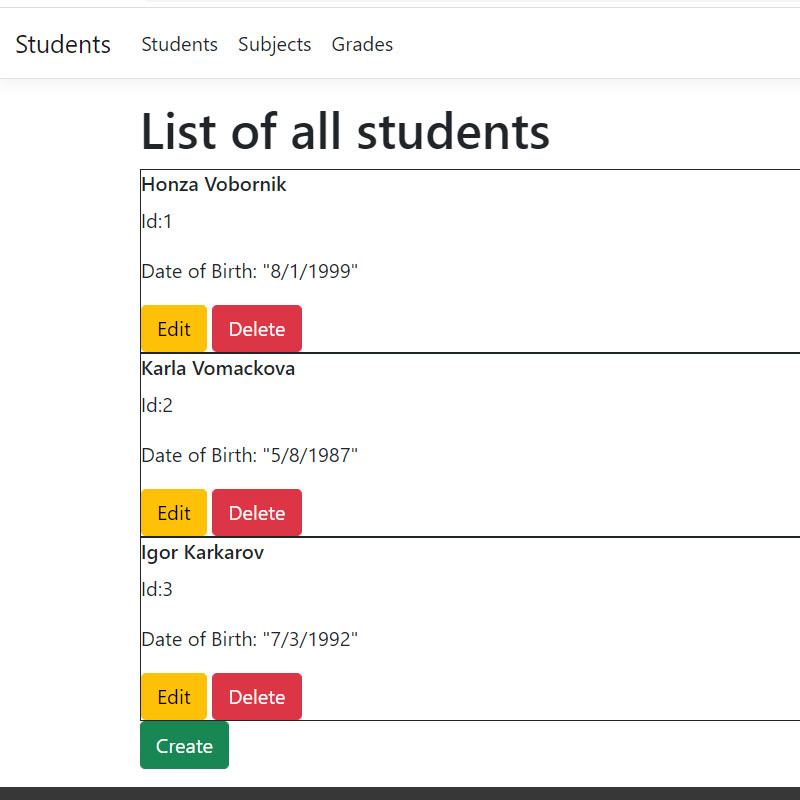 Students Students Subjects Grades
List of all students
Honza Vobornik
Id:1
Date of Birth: "8/1/1999"
Edit Delete
Karla Vomackova
Id:2
Date of Birth: "5/8/1987"
Edit Delete
Igor Karkarov
Id:3
Date of Birth: "7/3/1992"
Edit Delete
Create